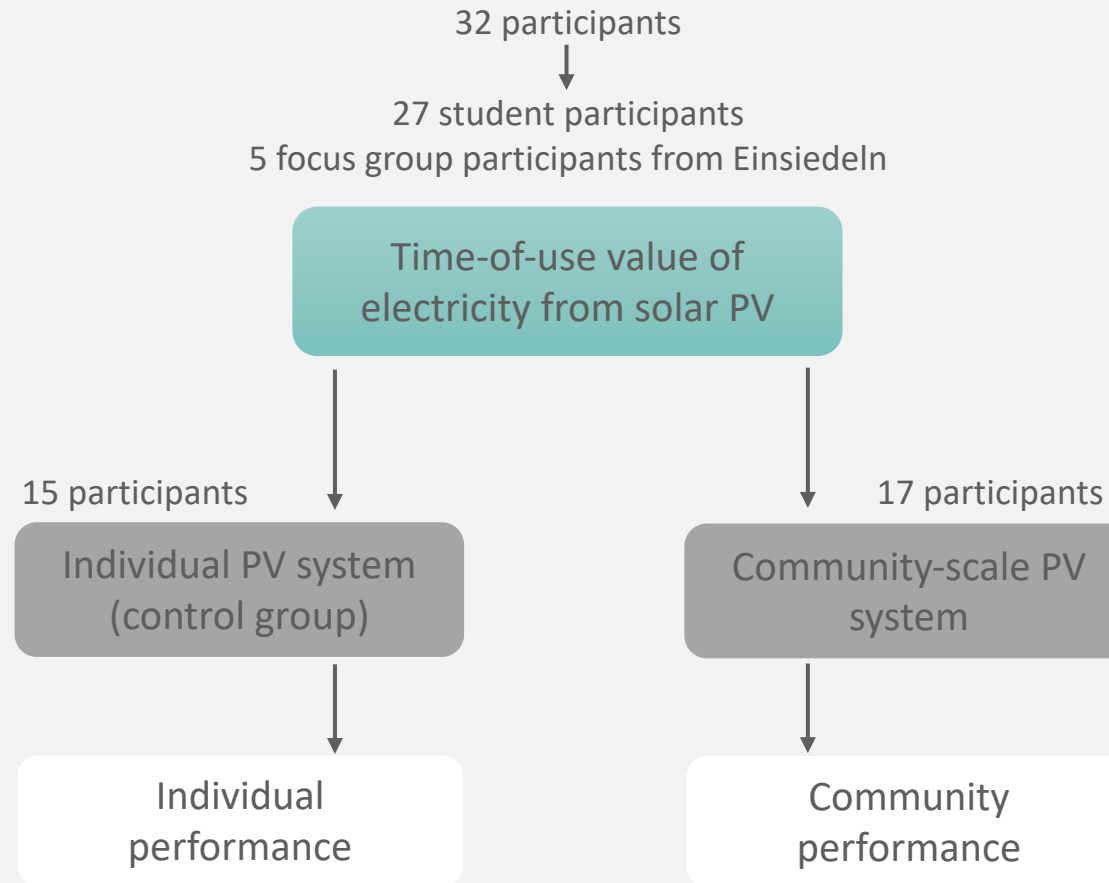 32 participants
27 student participants
5 focus group participants from Einsiedeln
Time-of-use value of
electricity from solar PV
15 participants
17 participants
Individual PV system
(control group)
Community-scale PV
system
Individual
performance
Community
performance